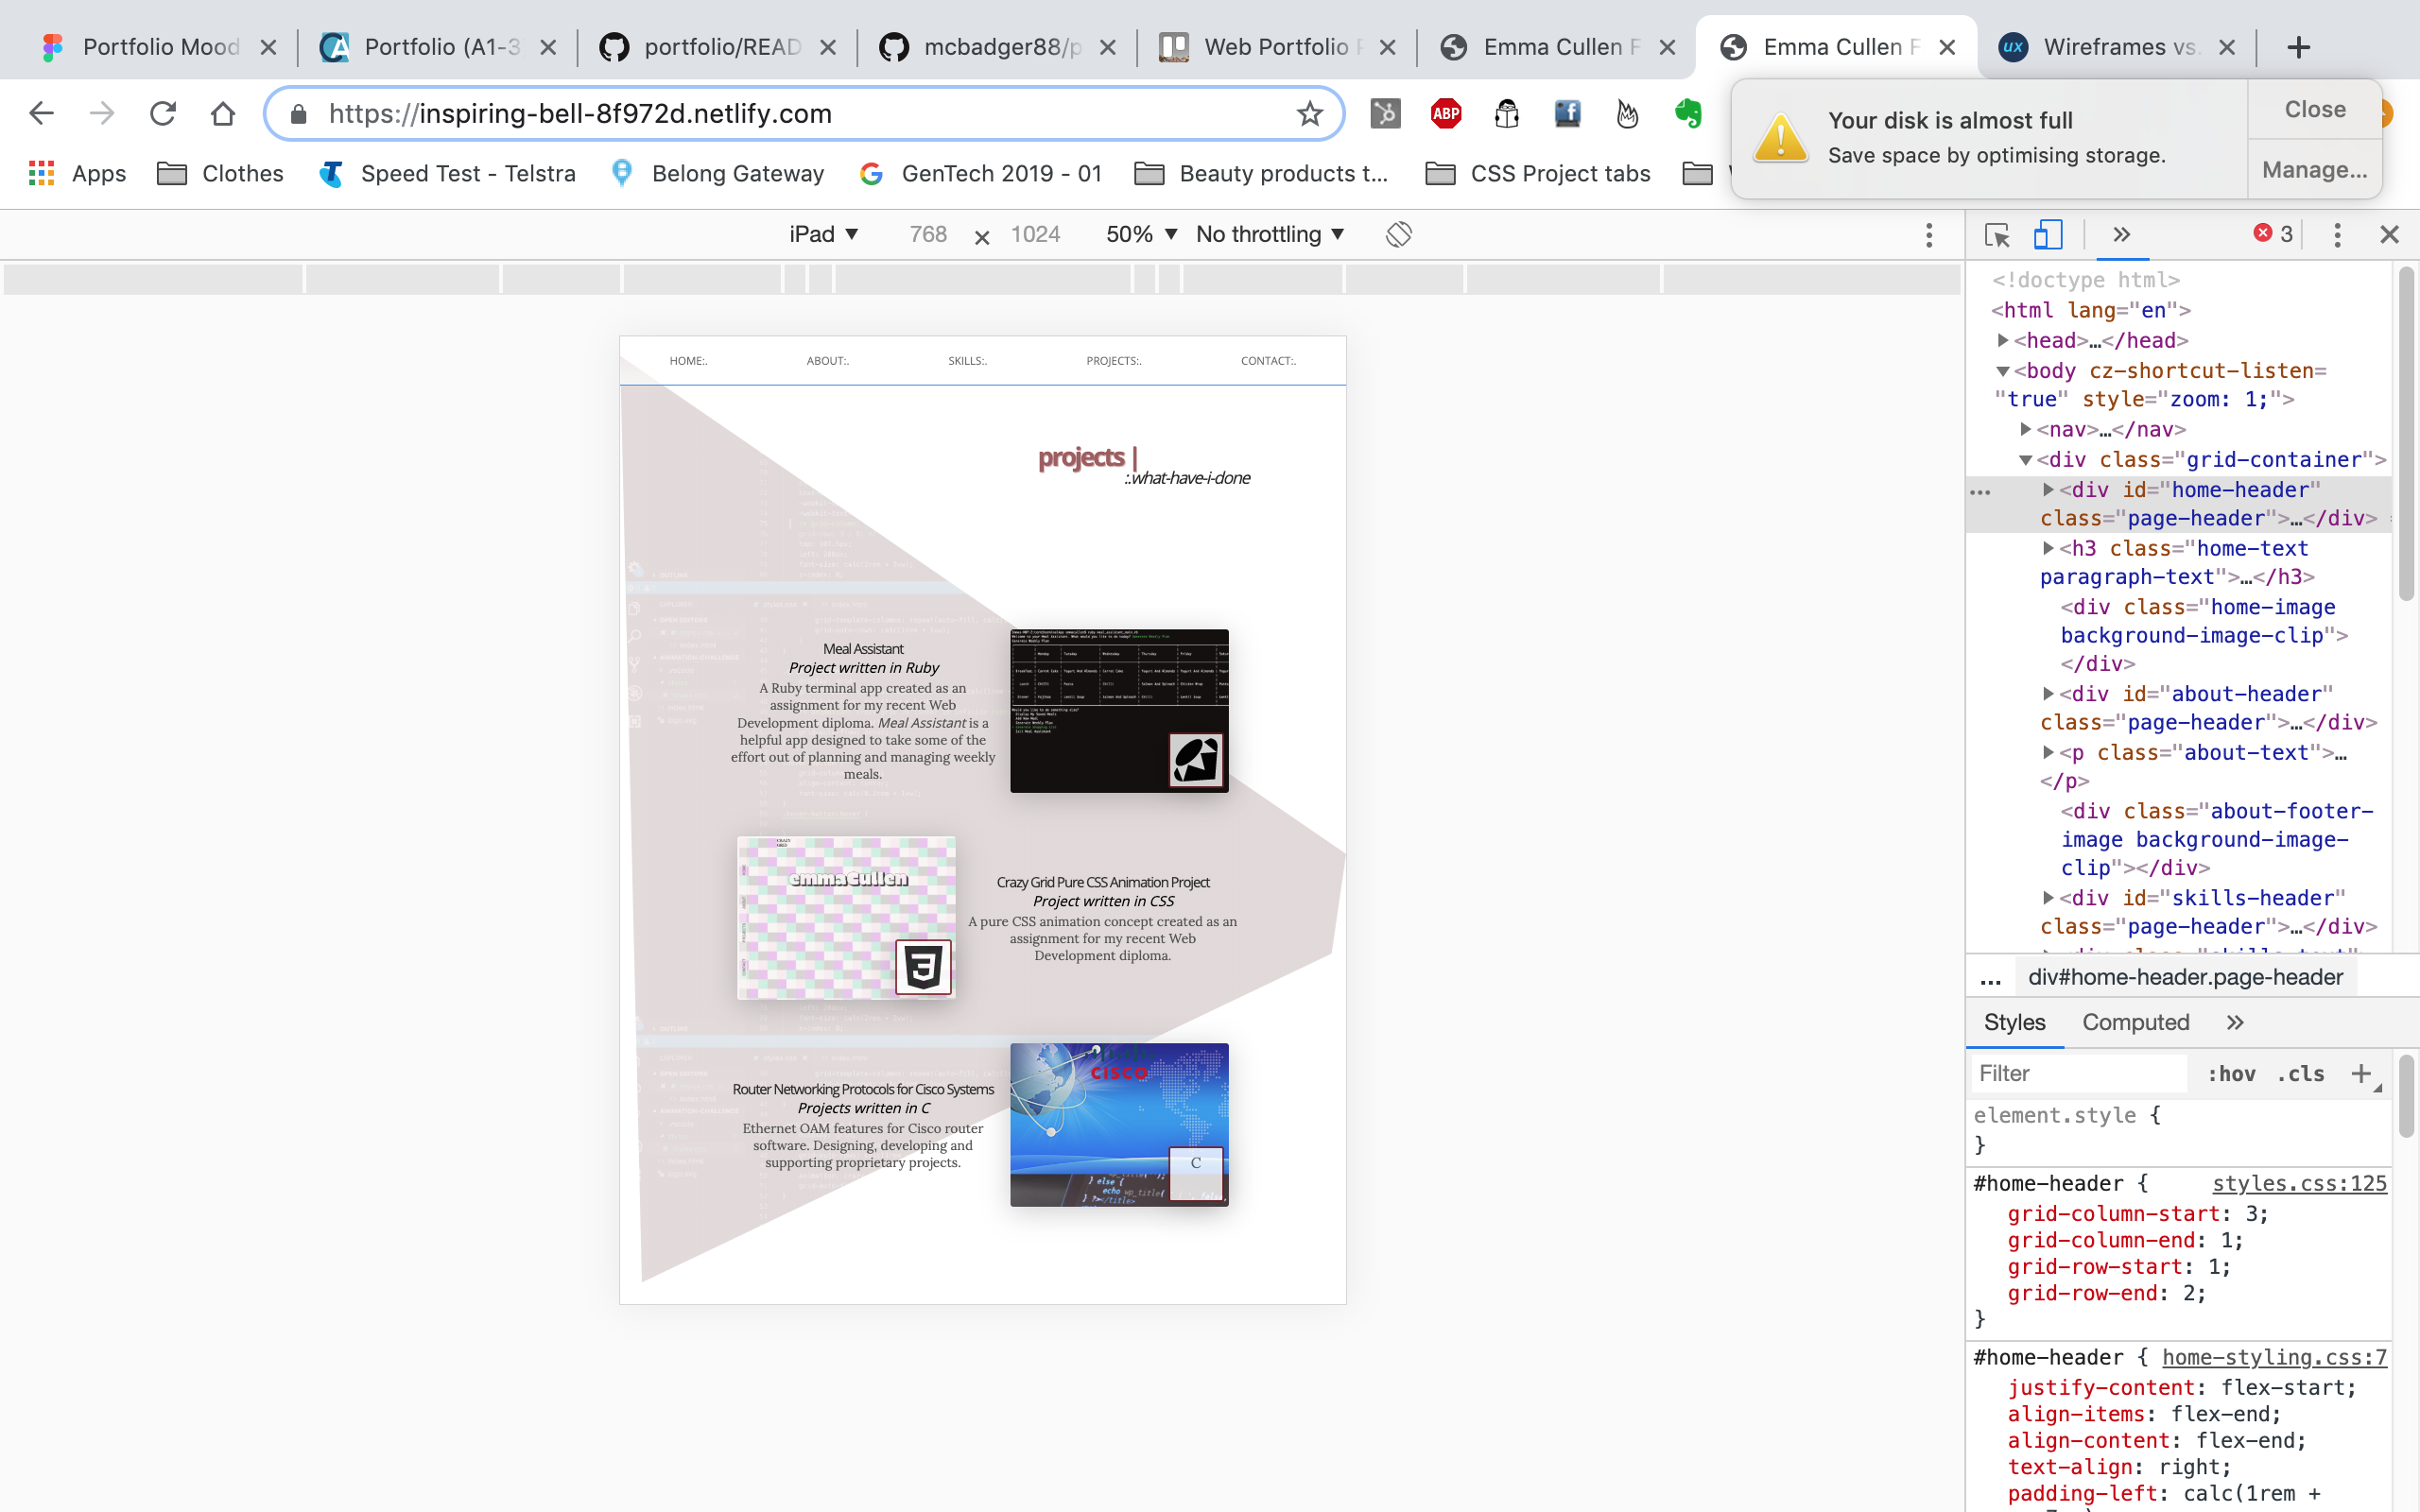 Portfolio Mood
Portfolio (A1-3
portfolio/READ
mcbadger88/p
Web Portfolio P
Emma Cullen F
Emma Cullen F
ux Wireframes vs.
https://inspiring-bell-8f972d.netlify.com
ABP
Your disk is almost full
Save space by optimising storage.
Close
Manage...
Apps
Clothes
Speed Test - Telstra
Belong Gateway
GenTech 2019 - 01
Beauty products t...
CSS Project tabs
iPad 768 × 1024 50% No throttling
3
HOME:. ABOUT:. SKILLS:. PROJECTS:. CONTACT:.
projects |
:.what-have-i-done
Meal Assistant
Project written in Ruby
A Ruby terminal app created as an
assignment for my recent Web
Development diploma. Meal Assistant is a
helpful app designed to take some of the
effort out of planning and managing weekly
meals.
emmaCullen
Crazy Grid Pure CSS Animation Project
Project written in CSS
A pure CSS animation concept created as an
assignment for my recent Web
Development diploma.
Router Networking Protocols for Cisco Systems
Projects written in C
Ethernet OAM features for Cisco router
software. Designing, developing and
supporting proprietary projects.
CISCO
C
<!doctype html>
<html lang="en">
<head>…</head>
<body cz-shortcut-listen=
"true" style="zoom: 1;">
<nav>…</nav>
<div class="grid-container">
<div id="home-header"
class="page-header">…</div>
<h3 class="home-text
paragraph-text">…</h3>
<div class="home-image
background-image-clip">
</div>
<div id="about-header"
class="page-header">…</div>
<p class="about-text">…
</p>
<div class="about-footer-
image background-image-
clip"></div>
<div id="skills-header"
class="page-header">…</div>
... div#home-header.page-header
Styles Computed
Filter :hov .cls
element.style {
}
#home-header { styles.css:125
grid-column-start: 3;
grid-column-end: 1;
grid-row-start: 1;
grid-row-end: 2;
}
#home-header { home-styling.css:7
justify-content: flex-start;
align-items: flex-end;
align-content: flex-end;
text-align: right;
padding-left: calc(1rem +